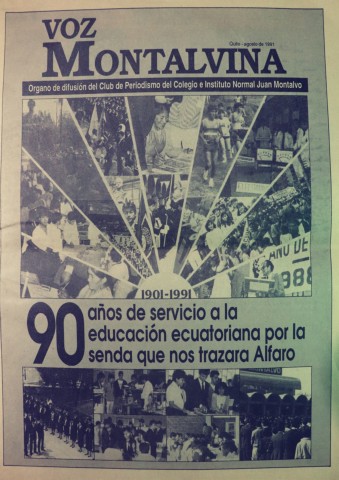 VOZ
MONTALVINA
Quito - agosto de 1991
Organo de difusión del Club de Periodismo del Colegio e Instituto Normal Juan Montalvo
1901-1991
90 años de servicio a la
educación ecuatoriana por la
senda que nos trazara Alfaro